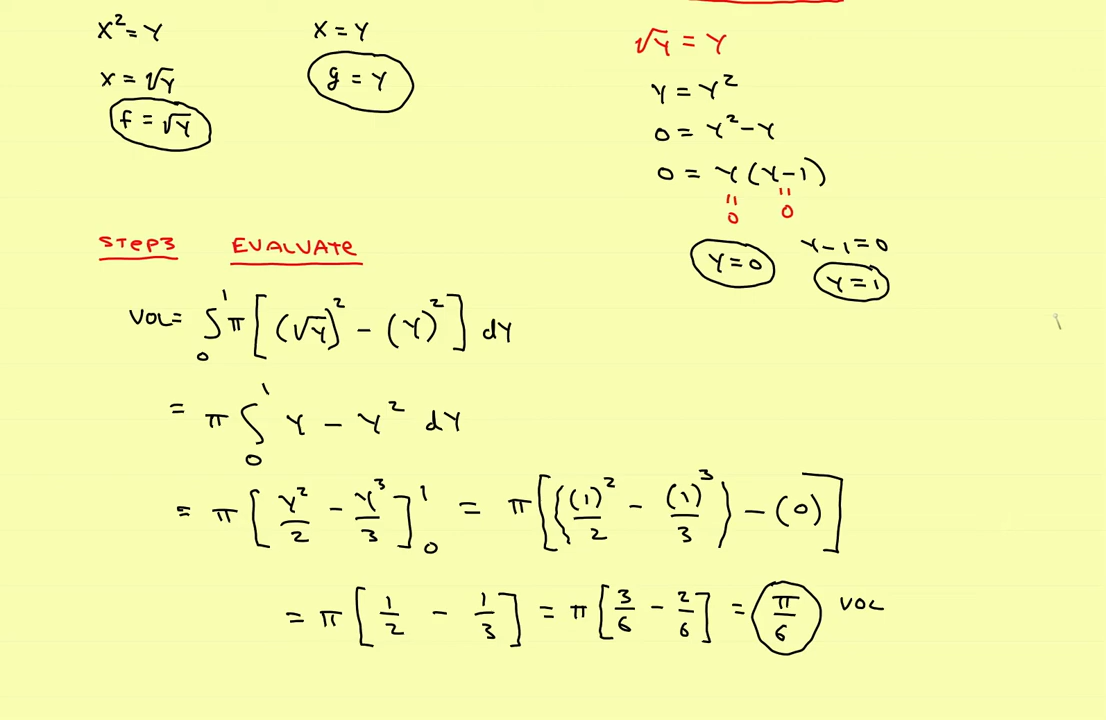 x² = y
x = √y
f = √y
x = y
g = y
√y = y
y = y²
0 = y² - y
0 = y(y-1)
" "
0 0
y=0
y-1=0
y=1
STEP3 EVALUATE
VOL= ∫₀¹ π[(√y)² - (y)²] dy
= π ∫₀¹ y - y² dy
= π [y²/2 - y³/3]₀¹ = π[((1)²/2 - (1)³/3) - (0)]
= π[1/2 - 1/3] = π[3/6 - 2/6] = π/6 VOL